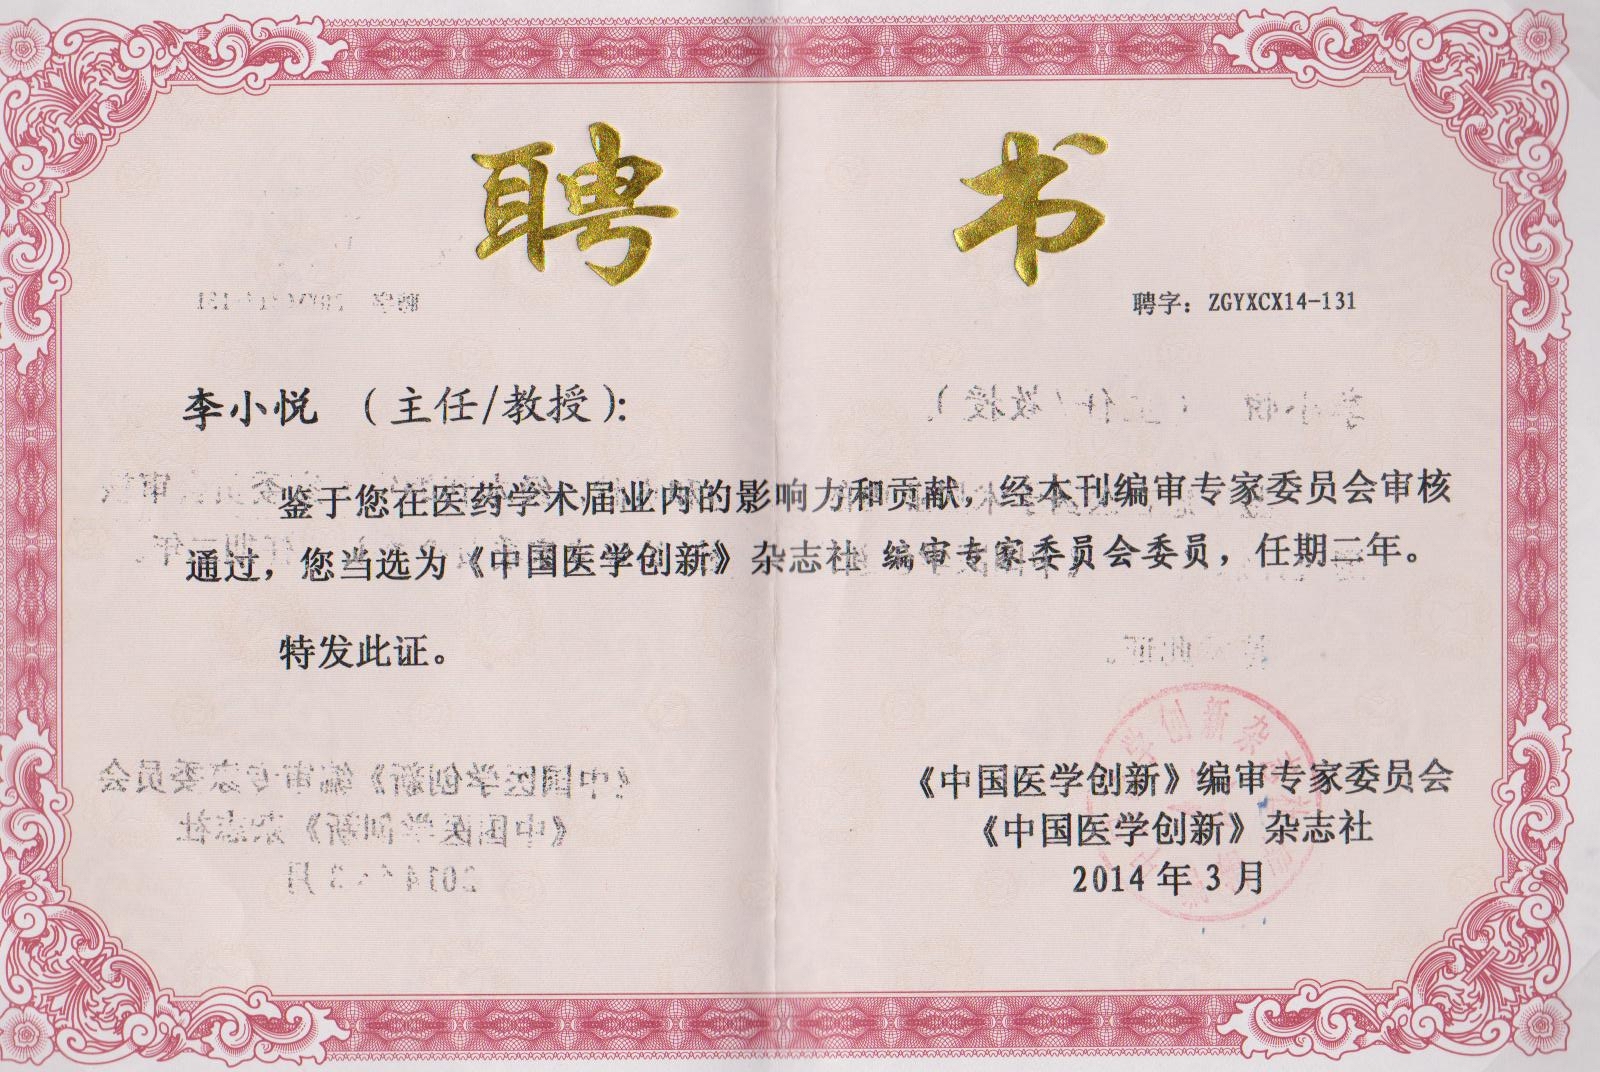 聘书
聘字：ZGYXCX14-131
李小悦 （主任/教授）：
鉴于您在医药学术届业内的影响力和贡献，经本刊编审专家委员会审核
通过，您当选为《中国医学创新》杂志社 编审专家委员会委员，任期二年。
特发此证。
《中国医学创新》编审专家委员会
《中国医学创新》杂志社
2014年3月